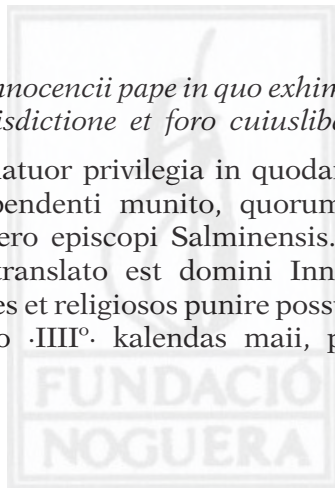 nnocencii pape in quo exhim
isdictione et foro cuiuslib
atuor privilegia in quodam
pendenti munito, quorum
ero episcopi Salminensis.
translato est domini Inn
es et religiosos punire poss
o ·IIIIº· kalendas maii, p
FUNDACIÓ
NOGUERA